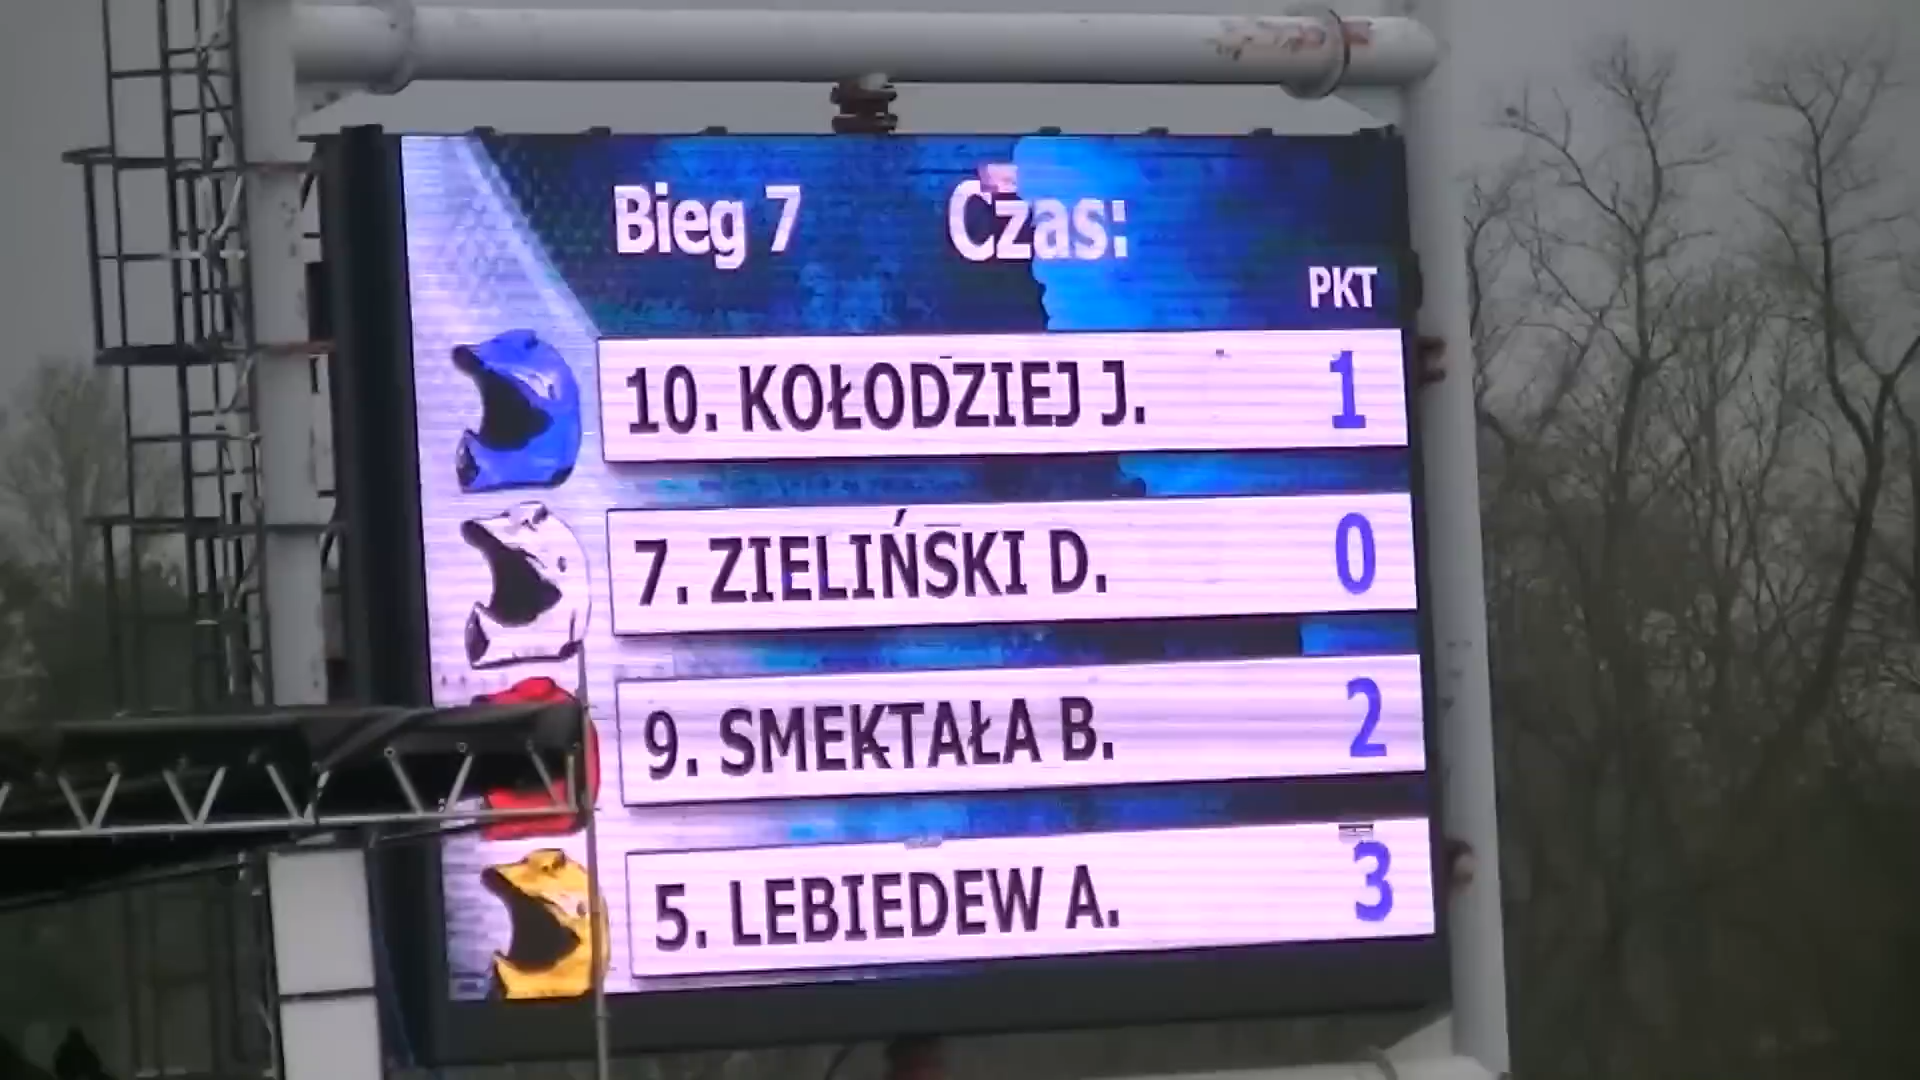 Bieg 7 Czas:
PKT
10. KOŁODZIEJ J. 1
7. ZIELIŃSKI D. 0
9. SMEKTAŁA B. 2
5. LEBIEDEW A. 3